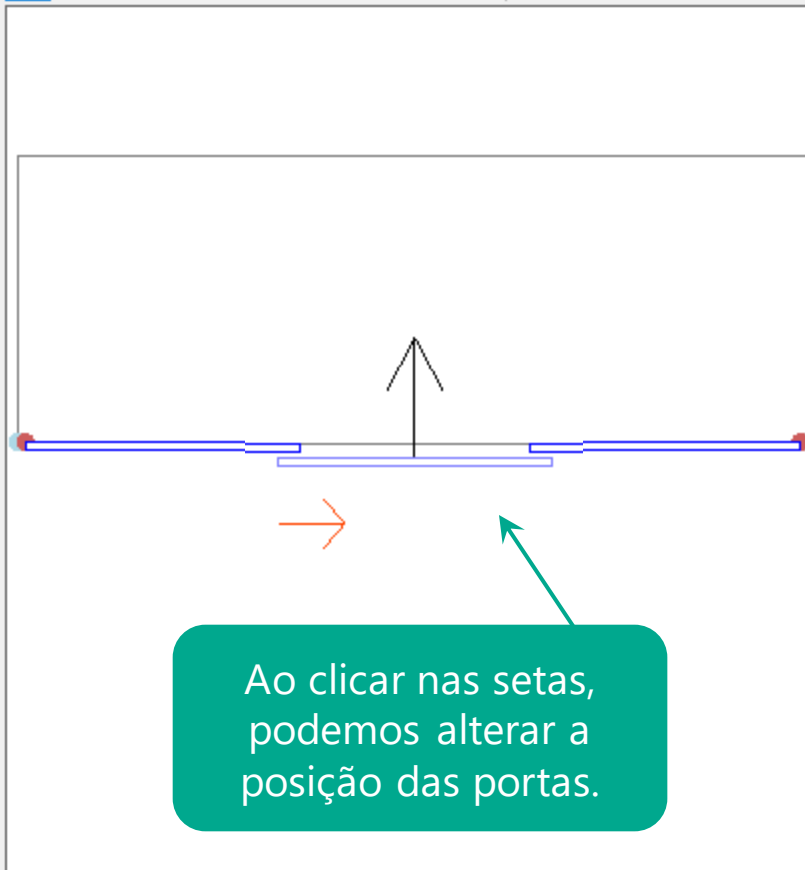 Ao clicar nas setas,
podemos alterar a
posição das portas.